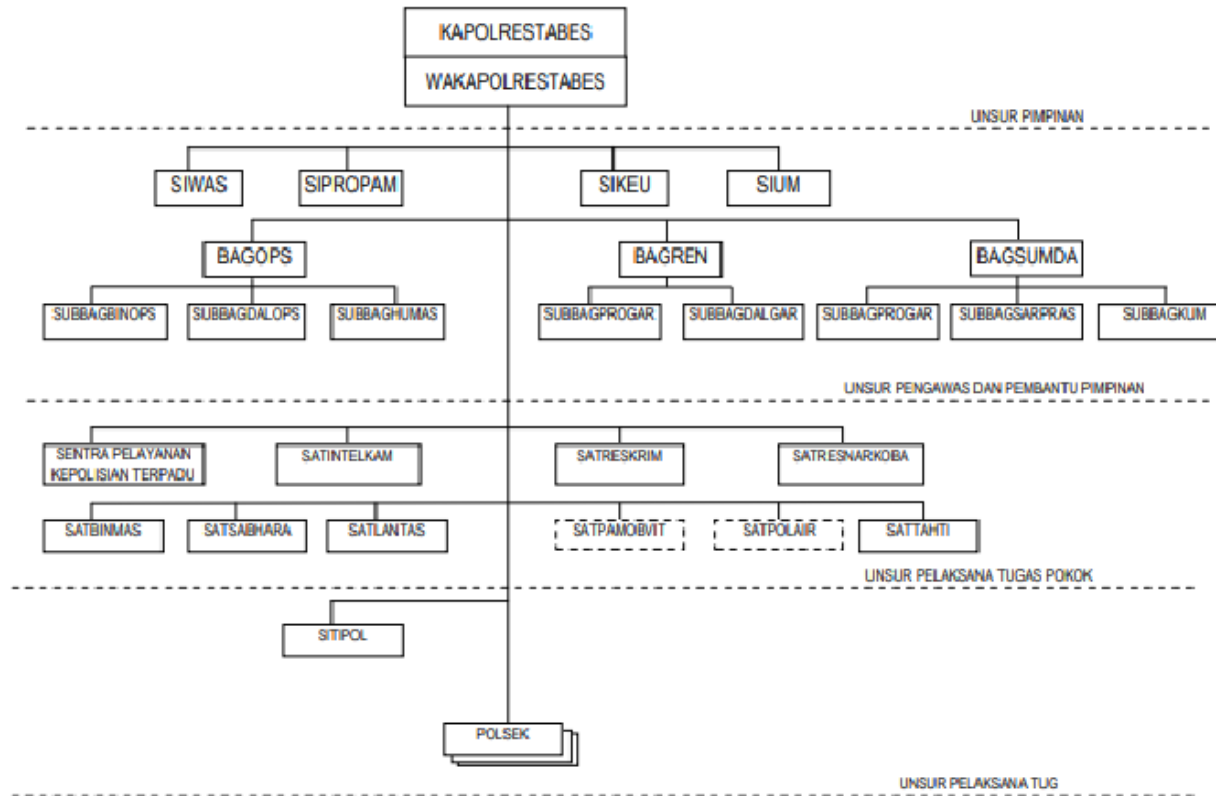 KAPOLRESTABES
WAKAPOLRESTABES
UNSUR PIMPINAN
SIWAS
SIPROPAM
SIKEU
SIUM
BAGOPS
BAGREN
BAGSUMDA
SUBBAGBINOPS
SUBBAGDALOPS
SUBBAGHUMAS
SUBBAGPROGAR
SUBBAGDALGAR
SUBBAGPROGAR
SUBBAGSARPRAS
SUBBAGKUM
UNSUR PENGAWAS DAN PEMBANTU PIMPINAN
SENTRA PELAYANAN
KEPOLISIAN TERPADU
SATINTELKAM
SATRESKRIM
SATRESNARKOBA
SATBINMAS
SATSABHARA
SATLANTAS
SATPAMOBVIT
SATPOLAIR
SATTAHTI
UNSUR PELAKSANA TUGAS POKOK
SITIPOL
POLSEK
UNSUR PELAKSANA TUG